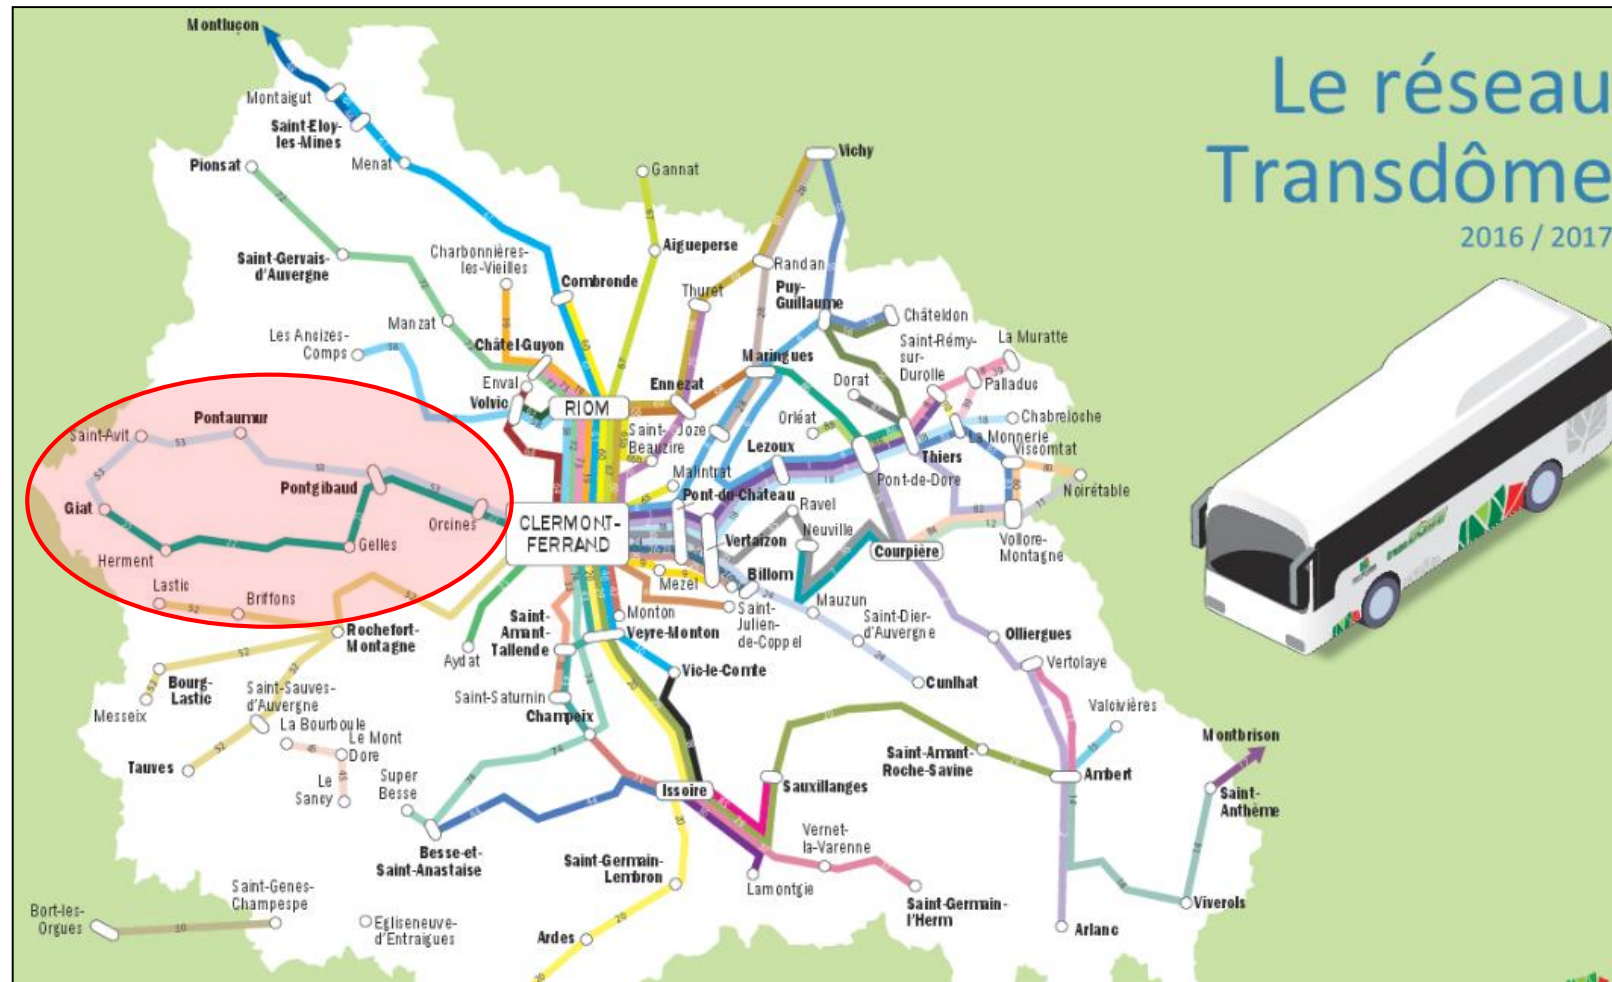 Le réseau
Transdôme
2016 / 2017
Montluçon
Montaigut
Saint-Eloy-
les-Mines
Menat
Pionsat
Gannat
Vichy
Saint-Gervais-
d'Auvergne
Charbonnières-
les-Vieilles
Aigueperse
Combronde
Randan
Thuret
Puy-
Guillaume
Châteldon
Manzat
Les Ancizes-
Comps
Châtel-Guyon
Saint-Rémy-
sur-
Durolle
La Muratte
Maringues
Palladuc
Dorat
Enval
Volvic
RIOM
Ennezat
Orléat
Chabreloche
La Monnerie
Saint-
Beauzire
Joze
Lezoux
Thiers
Viscomtat
Malintrat
Pont-de-Dore
Noirétable
Pontaumur
Saint-Avit
Pontgibaud
Giat
Orcines
Gelles
Herment
CLERMONT-
FERRAND
Pont-du-Château
Ravel
Neuville
Vertaizon
Courpière
Vollore-
Montagne
Lastic
Briffons
Mezel
Billom
Mauzun
Saint-
Julien-
de-Coppel
Saint-Dier-
d'Auvergne
Monton
Saint-
Amant-
Tallende
Veyre-Monton
Olliergues
Rochefort-
Montagne
Aydat
Vic-le-Comte
Vertolaye
Cunlhat
Bourg-
Lastic
Messeix
Saint-Sauves-
d'Auvergne
Saint-Saturnin
Champeix
Valcivières
La Bourboule
Le Mont
Dore
Montbrison
Tauves
Le
Sancy
Super
Besse
Issoire
Sauxillanges
Saint-Amant-
Roche-Savine
Ambert
Saint-
Anthème
Besse-et-
Saint-Anastaise
Saint-Germain-
Lembron
Vernet-
la-Varenne
Lamontgie
Saint-Germain-
l'Herm
Viverols
Saint-Genes-
Champespe
Bort-les-
Orgues
Egliseneuve-
d'Entraigues
Ardes
Arlanc